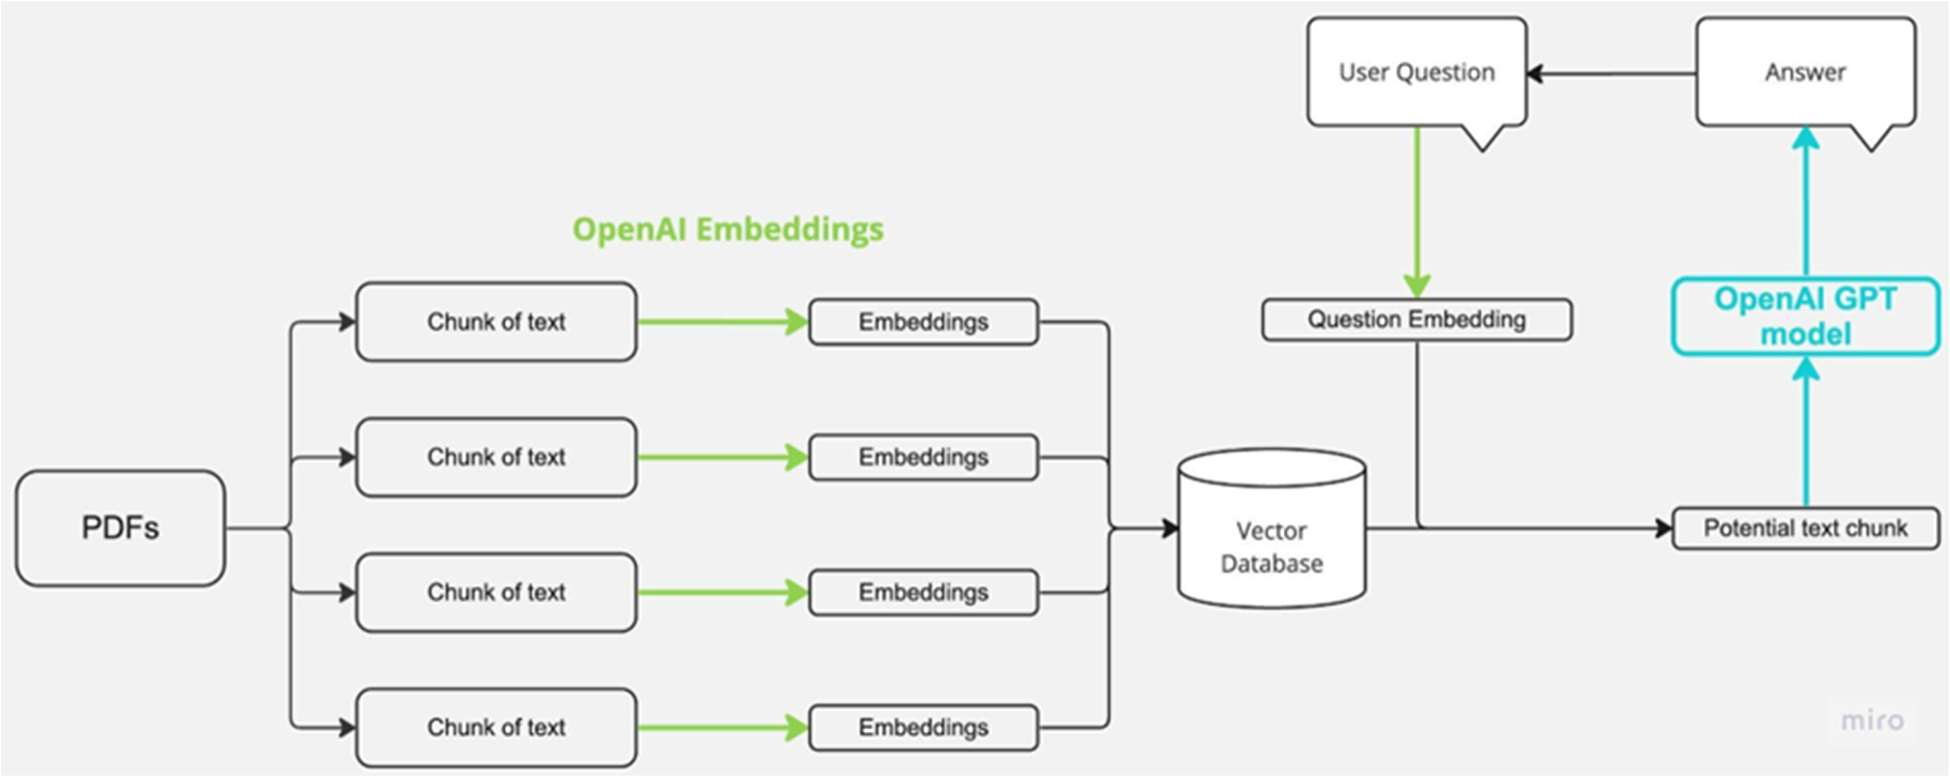 User Question
Answer
OpenAI Embeddings
Chunk of text
Embeddings
Question Embedding
OpenAI GPT
model
Chunk of text
Embeddings
PDFs
Vector
Database
Potential text chunk
Chunk of text
Embeddings
Chunk of text
Embeddings
miro